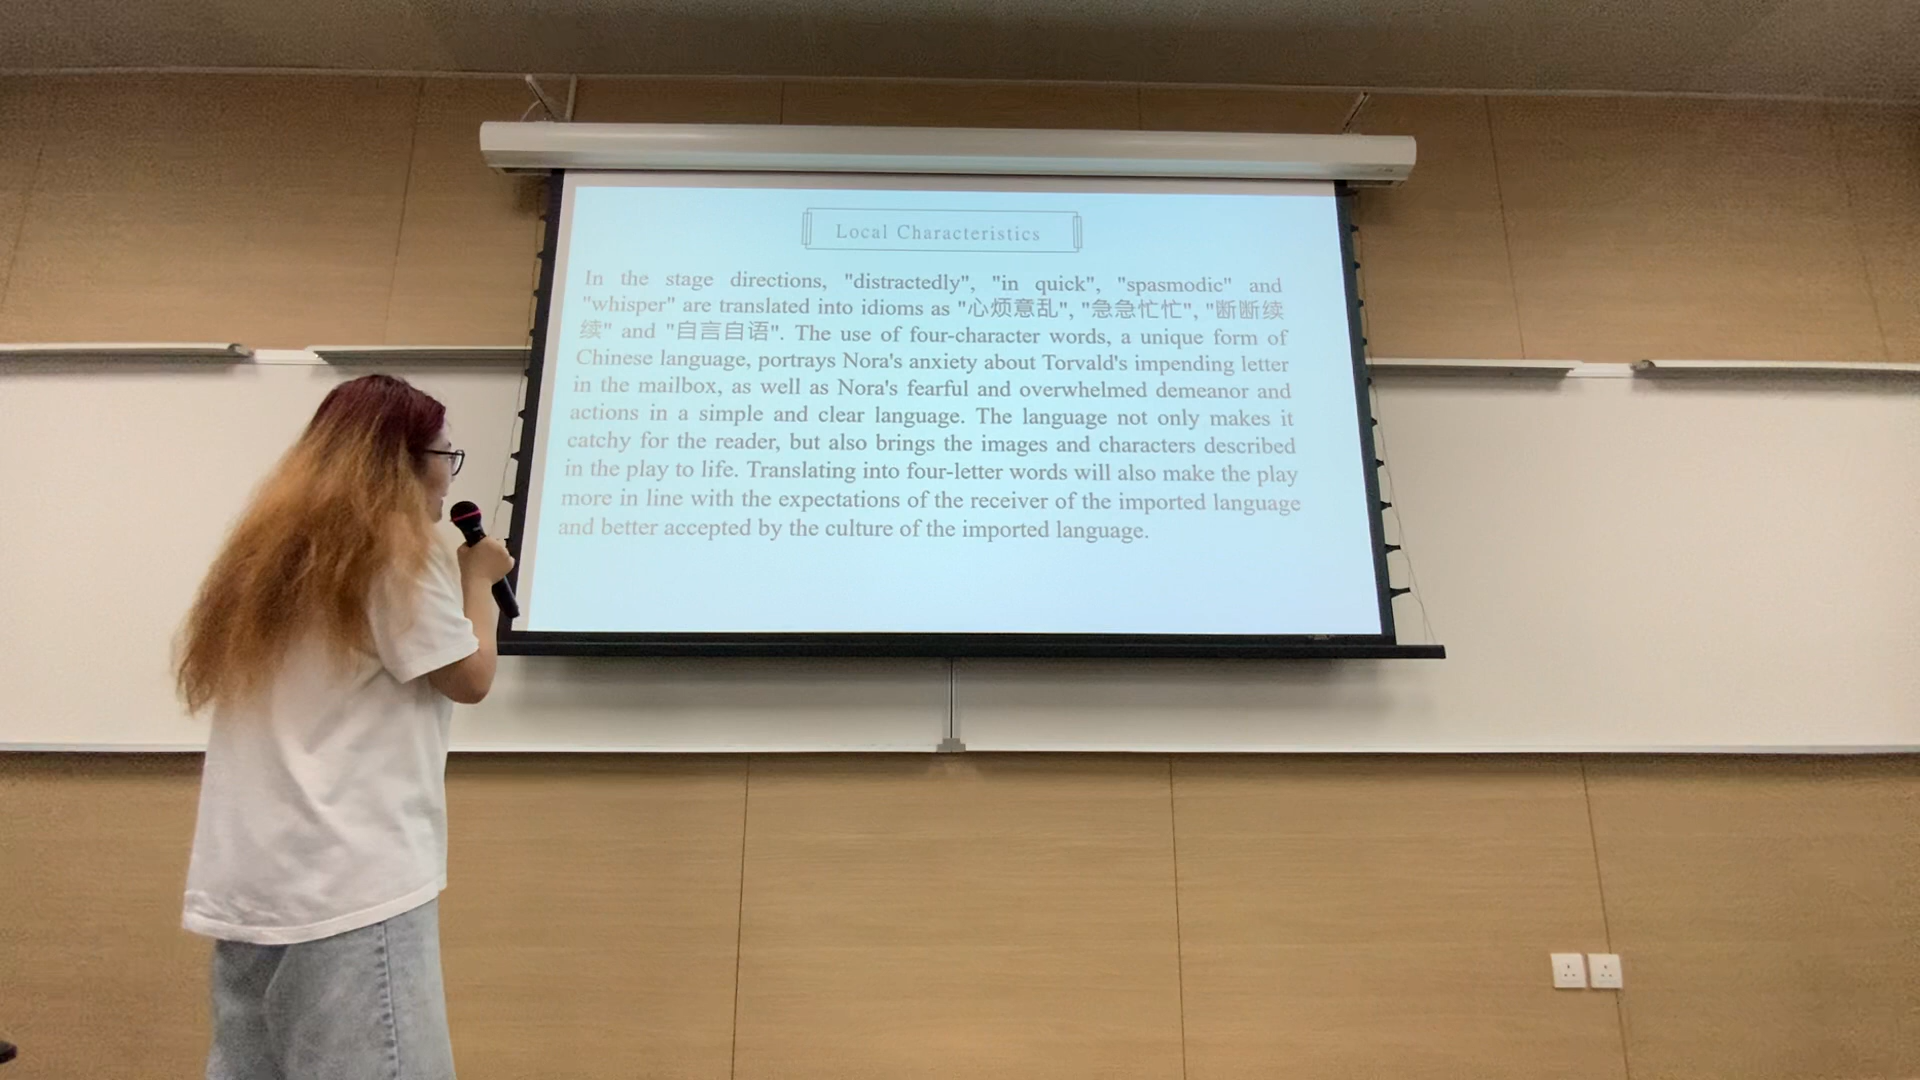 Local Characteristics
In the stage directions, "distractedly", "in quick", "spasmodic" and
"whisper" are translated into idioms as "心烦意乱", "急急忙忙", "断断续
续" and "自言自语". The use of four-character words, a unique form of
Chinese language, portrays Nora's anxiety about Torvald's impending letter
in the mailbox, as well as Nora's fearful and overwhelmed demeanor and
actions in a simple and clear language. The language not only makes it
catchy for the reader, but also brings the images and characters described
in the play to life. Translating into four-letter words will also make the play
more in line with the expectations of the receiver of the imported language
and better accepted by the culture of the imported language.